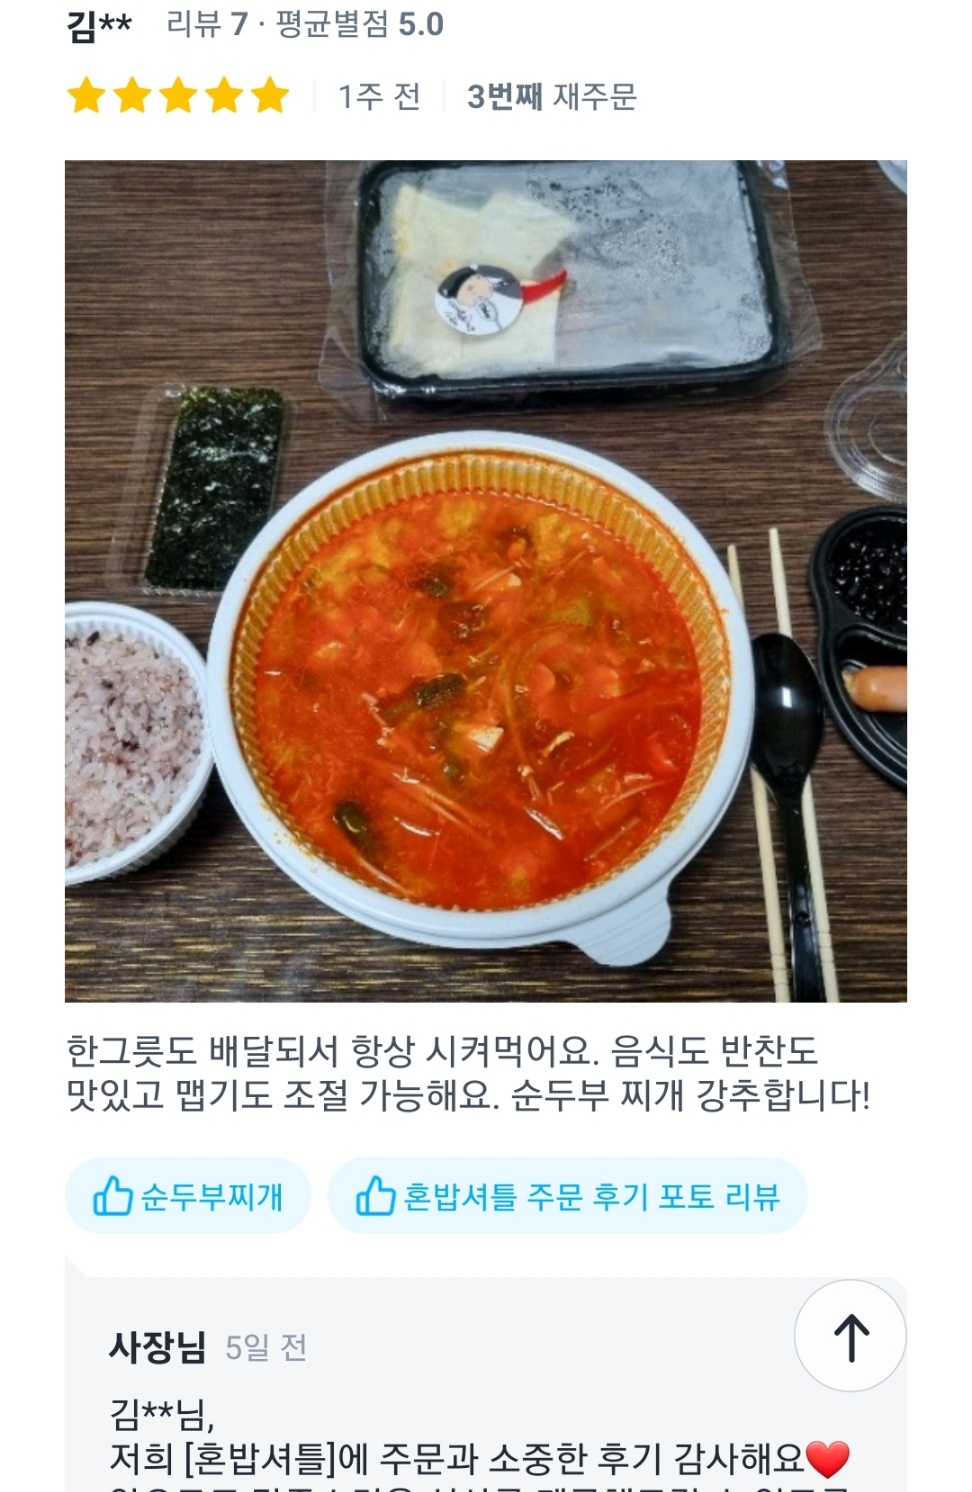 김** 리뷰 7 · 평균별점 5.0
1주 전 3번째 재주문
한그릇도 배달되서 항상 시켜먹어요. 음식도 반찬도
맛있고 맵기도 조절 가능해요. 순두부 찌개 강추합니다!
순두부찌개 혼밥셔틀 주문 후기 포토 리뷰
사장님 5일 전
김**님,
저희 [혼밥셔틀]에 주문과 소중한 후기 감사해요❤️